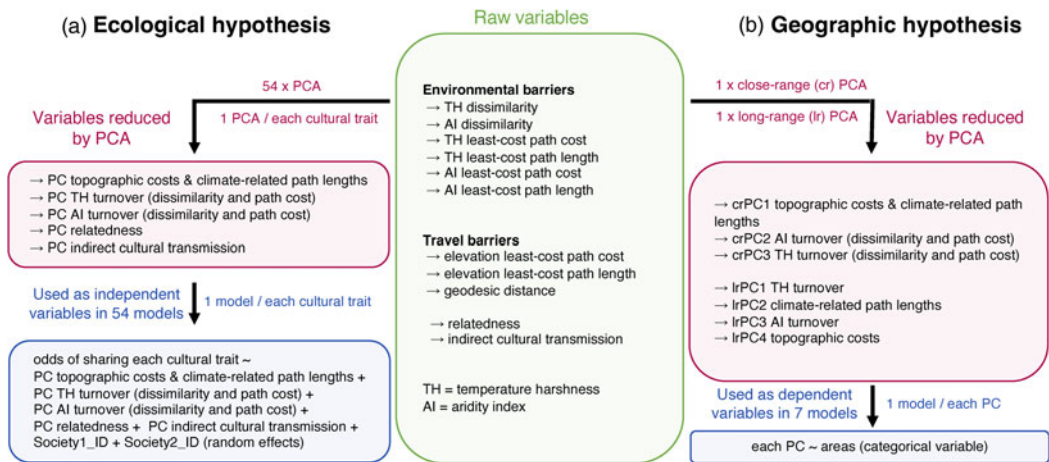 (a) Ecological hypothesis
54 x PCA
1 PCA / each cultural trait
Variables reduced
by PCA
→ PC topographic costs & climate-related path lengths
→ PC TH turnover (dissimilarity and path cost)
→ PC AI turnover (dissimilarity and path cost)
→ PC relatedness
→ PC indirect cultural transmission
Used as independent
variables in 54 models
1 model / each cultural trait
odds of sharing each cultural trait ~
PC topographic costs & climate-related path lengths +
PC TH turnover (dissimilarity and path cost) +
PC AI turnover (dissimilarity and path cost) +
PC relatedness + PC indirect cultural transmission +
Society1_ID + Society2_ID (random effects)
Raw variables
Environmental barriers
→ TH dissimilarity
→ AI dissimilarity
→ TH least-cost path cost
→ TH least-cost path length
→ AI least-cost path cost
→ AI least-cost path length
Travel barriers
→ elevation least-cost path cost
→ elevation least-cost path length
→ geodesic distance
→ relatedness
→ indirect cultural transmission
TH = temperature harshness
AI = aridity index
(b) Geographic hypothesis
1 x close-range (cr) PCA
1 x long-range (lr) PCA
Variables reduced
by PCA
→ crPC1 topographic costs & climate-related path
lengths
→ crPC2 AI turnover (dissimilarity and path cost)
→ crPC3 TH turnover (dissimilarity and path cost)
→ lrPC1 TH turnover
→ lrPC2 climate-related path lengths
→ lrPC3 AI turnover
→ lrPC4 topographic costs
Used as dependent
variables in 7 models
1 model / each PC
each PC ~ areas (categorical variable)